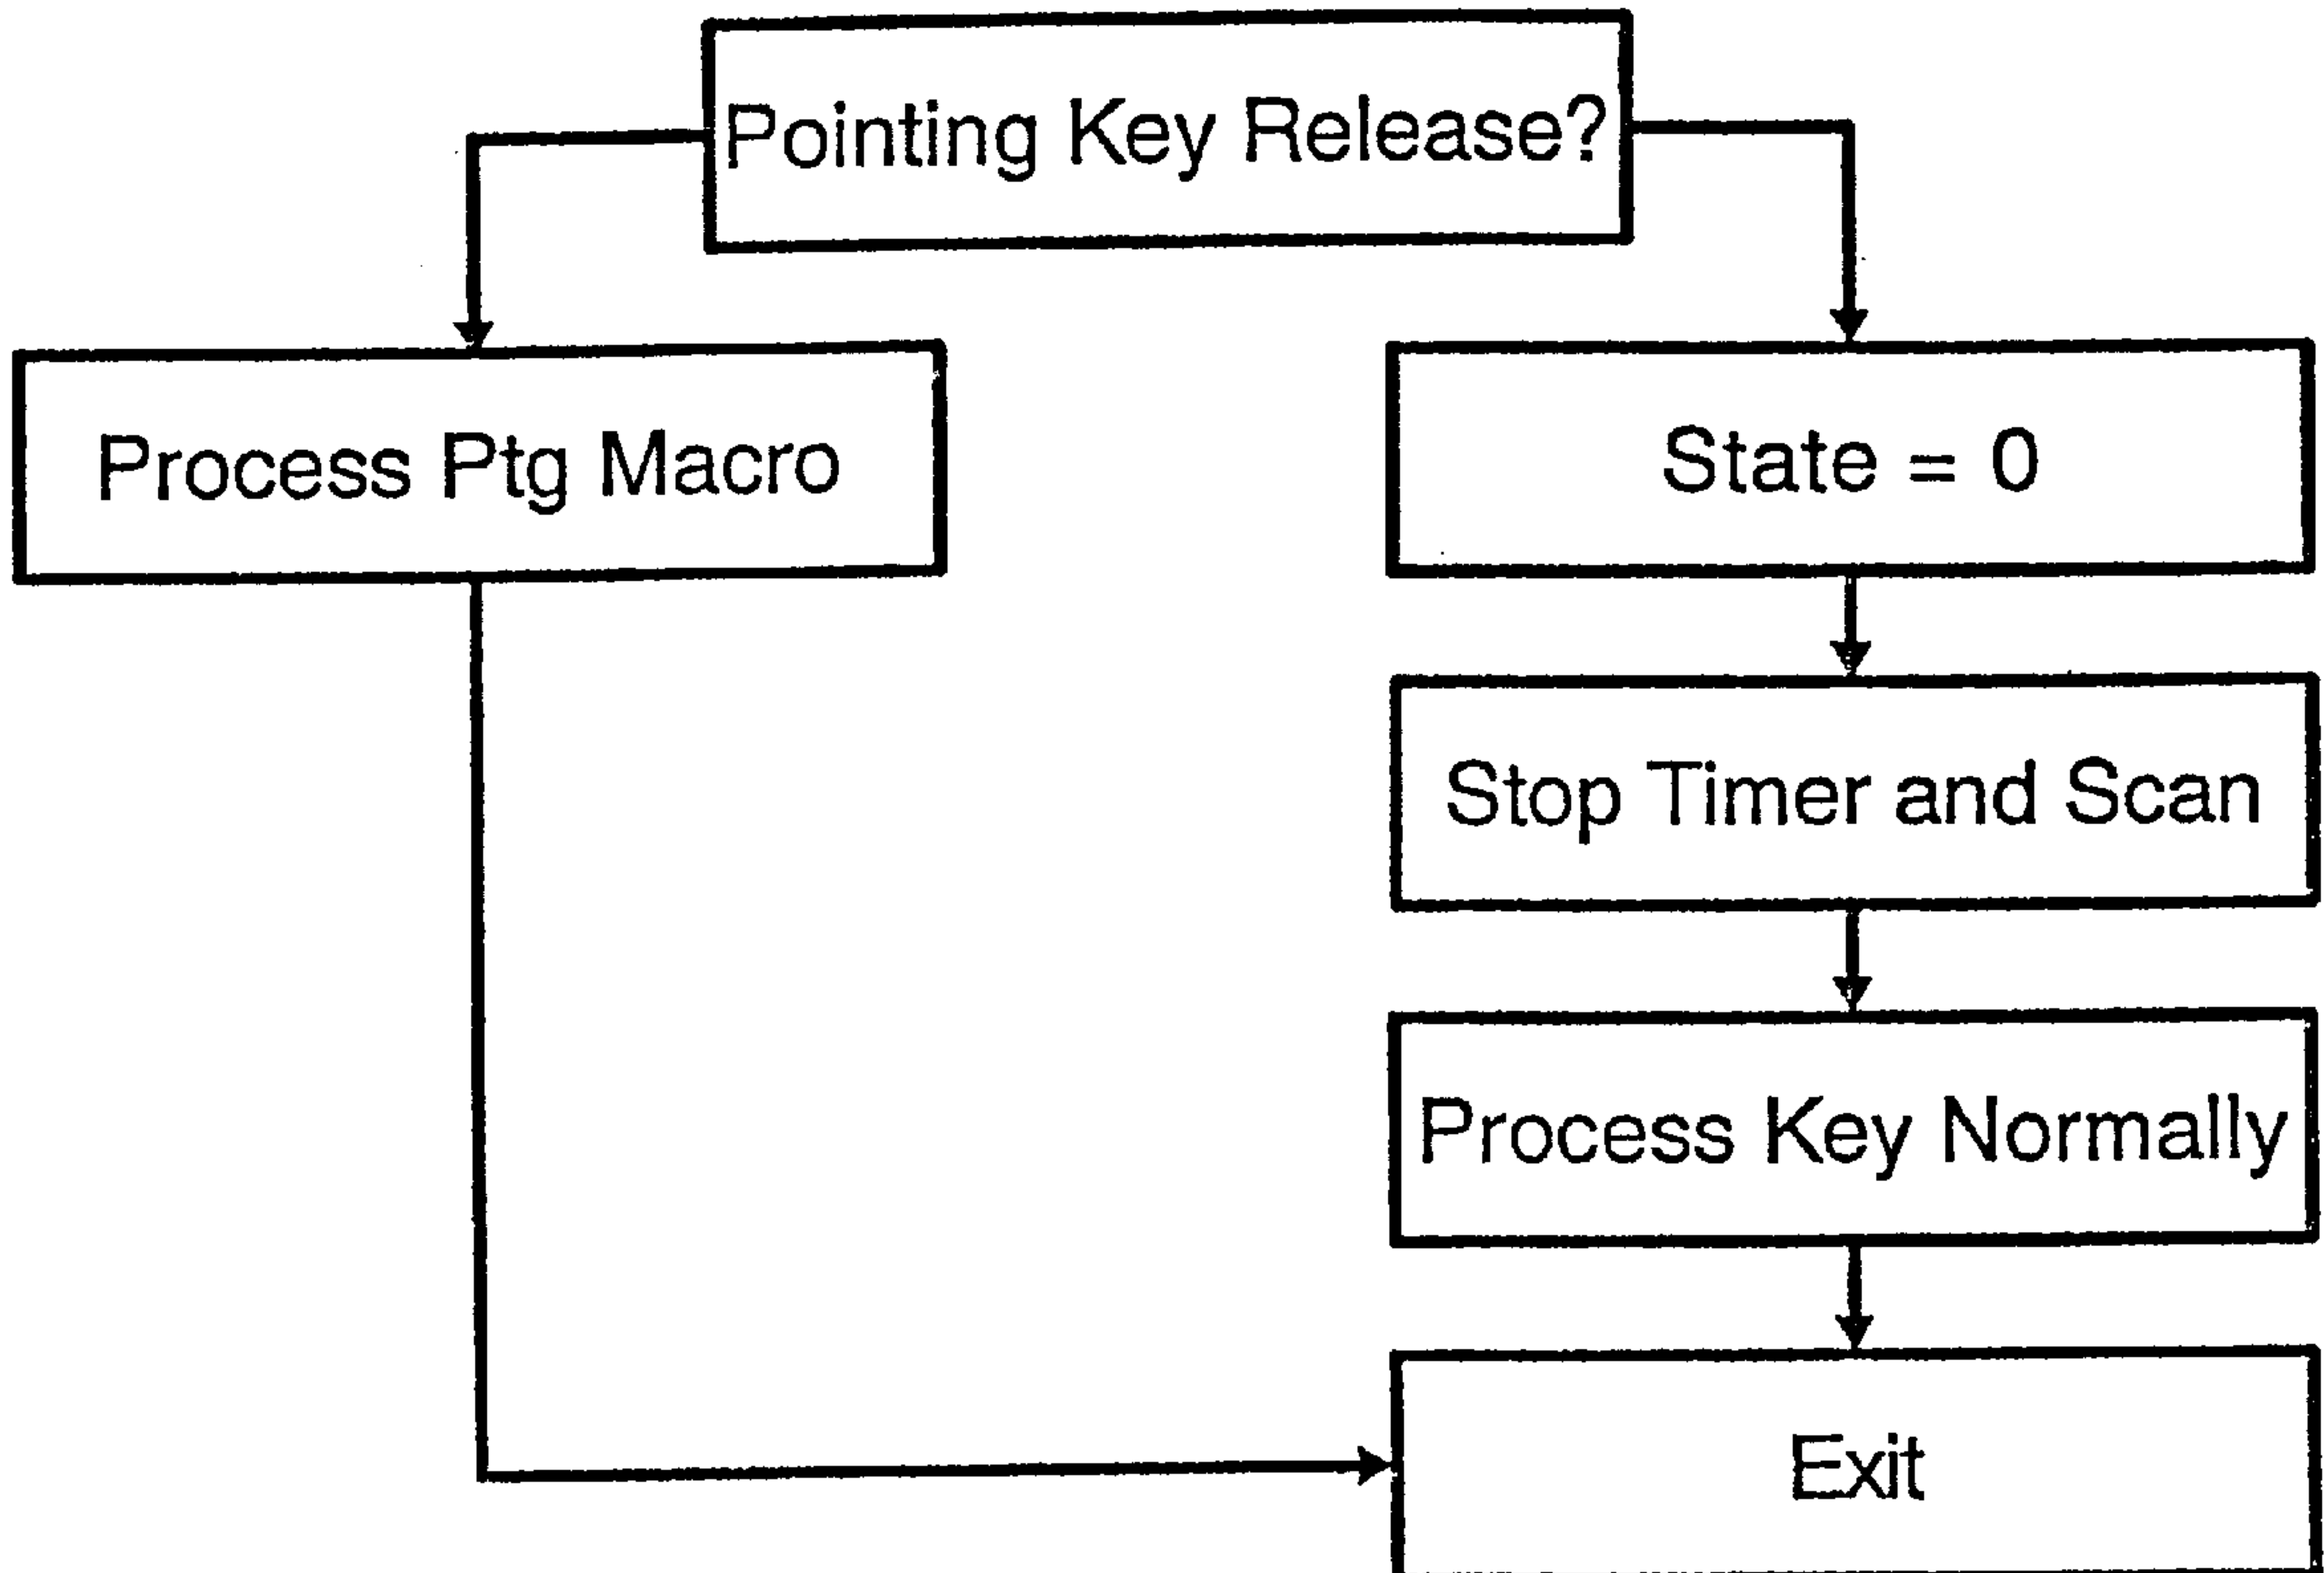 Pointing Key Release?
Process Ptg Macro
State = 0
Stop Timer and Scan
Process Key Normally
Exit